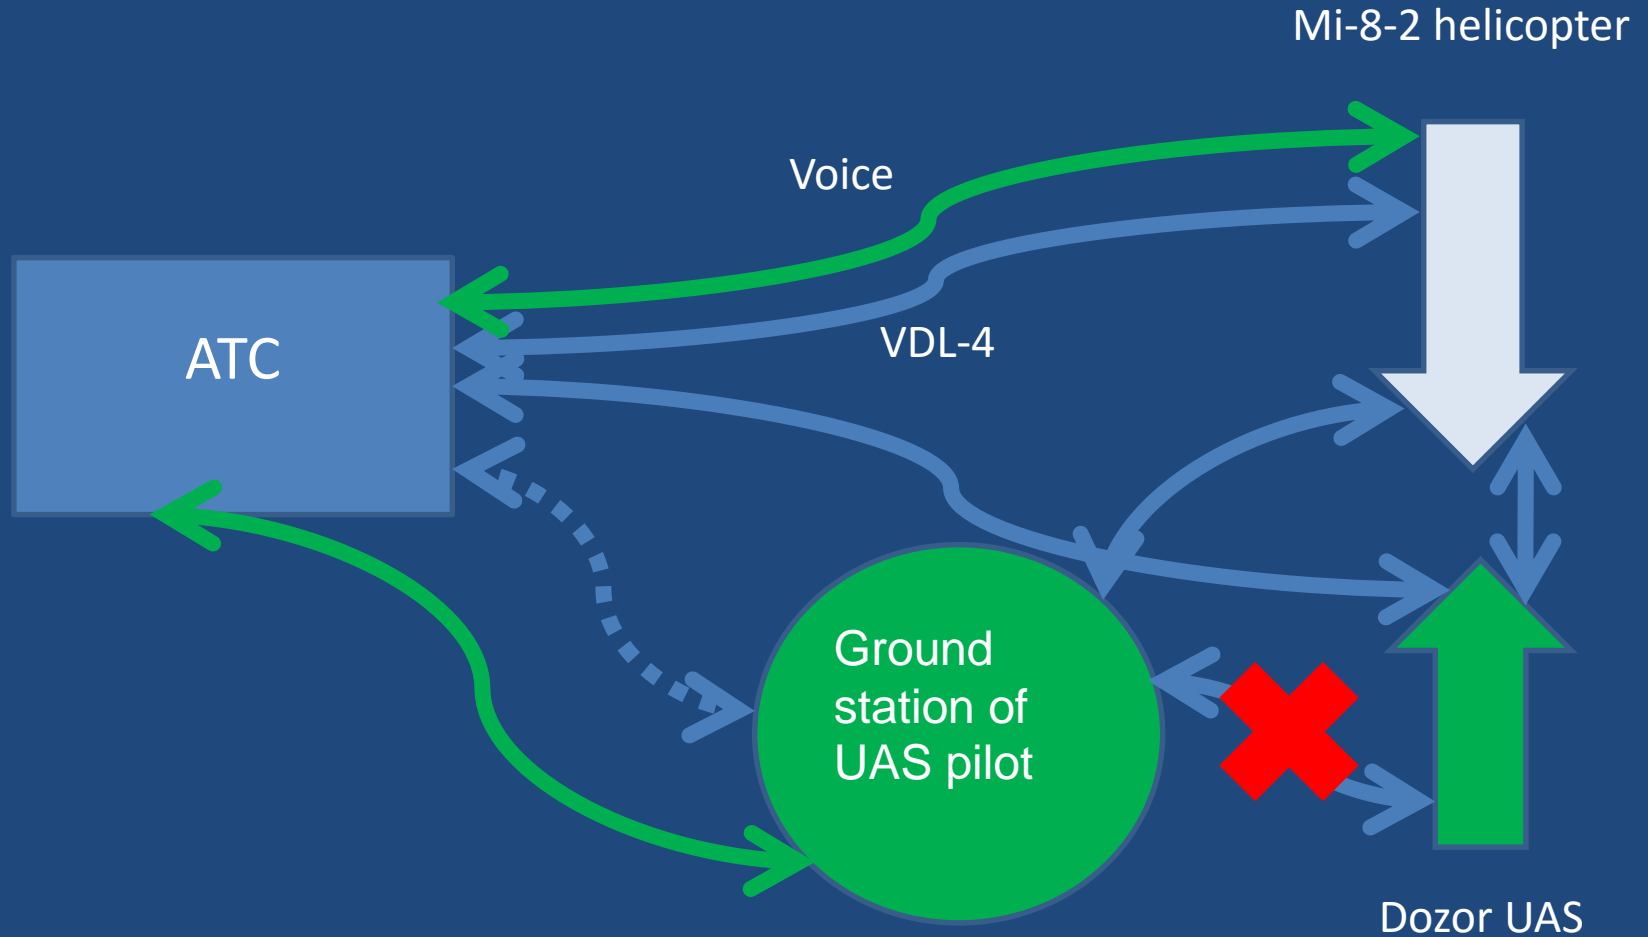 Mi-8-2 helicopter
Voice
ATC
VDL-4
Ground
station of
UAS pilot
Dozor UAS